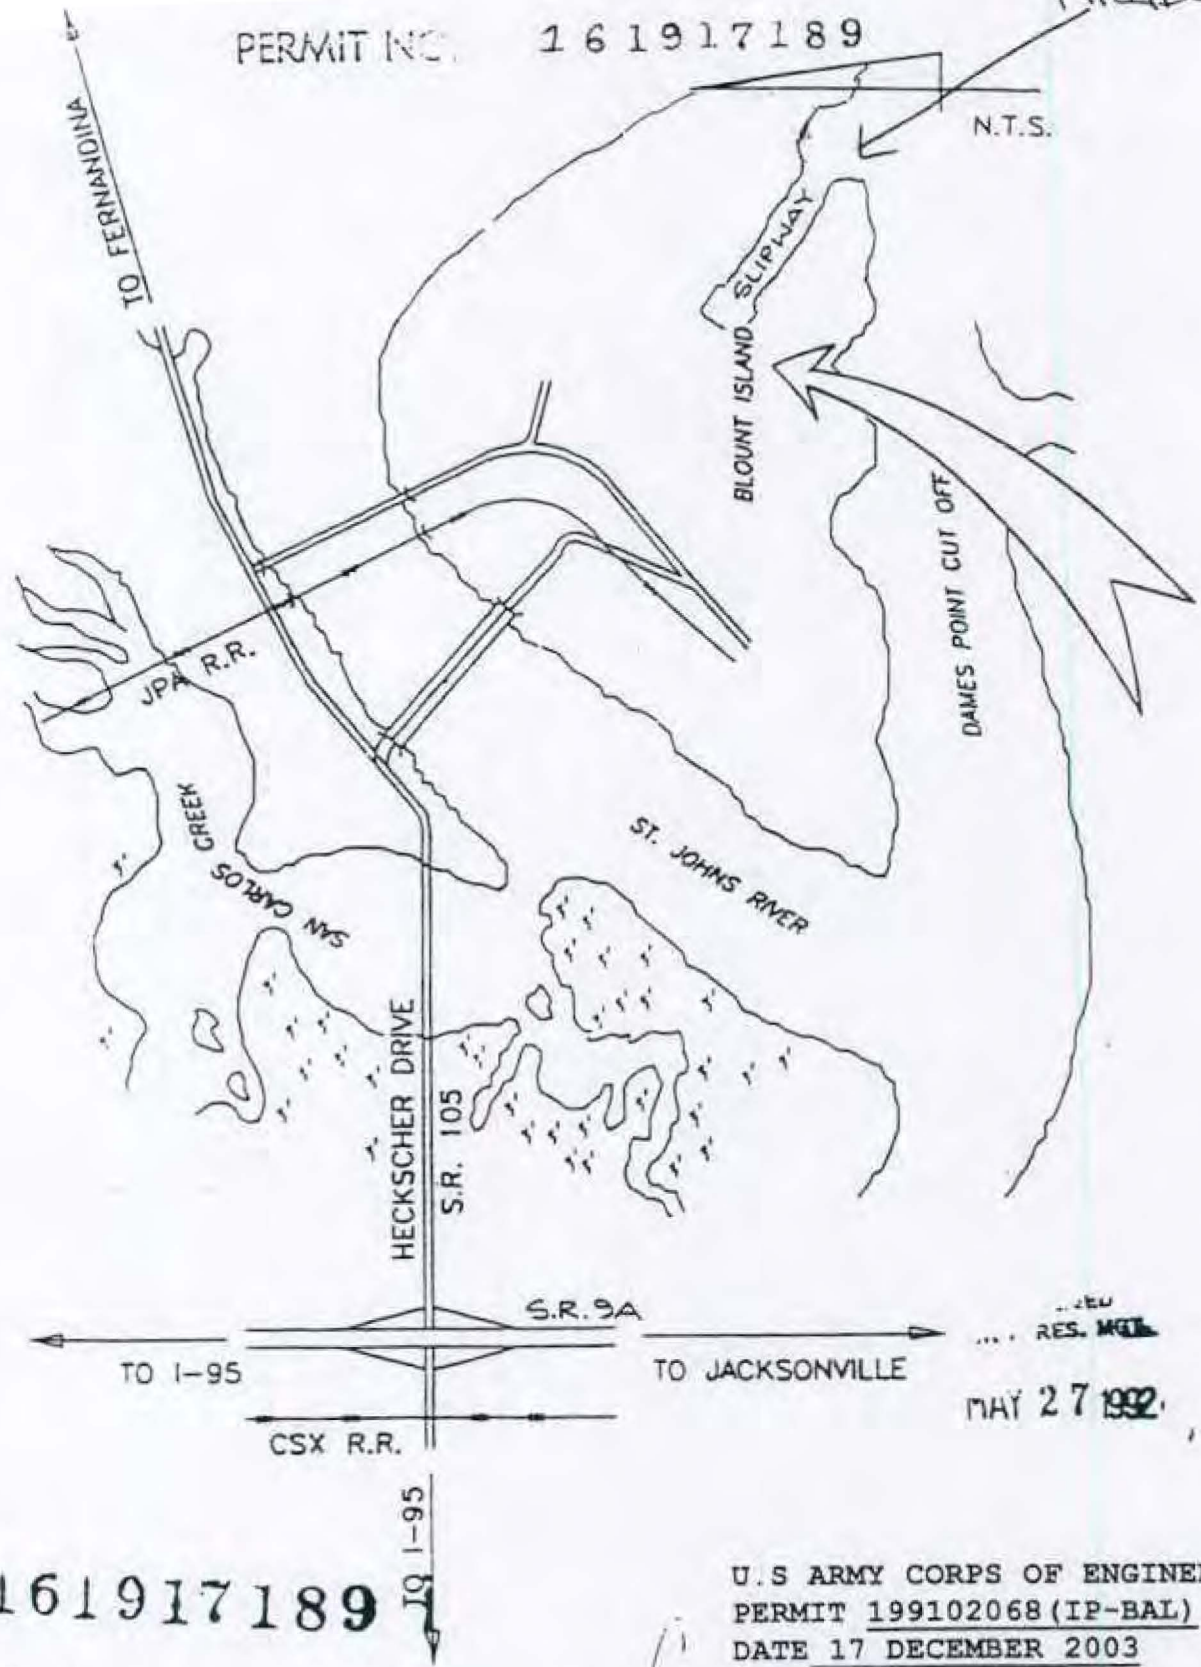 PERMIT NO. 161917189
N.T.S.
TO FERNANDINA
SLIPWAY
BLOUNT ISLAND
DAMES POINT CUT OFF
JPA R.R.
SAN CARLOS CREEK
ST. JOHNS RIVER
HECKSCHER DRIVE
S.R. 105
S.R. 9A
TO I-95
TO JACKSONVILLE
RES. MGT.
MAY 27 1992
CSX R.R.
TO I-95
161917189
U.S ARMY CORPS OF ENGINE
PERMIT 199102068 (IP-BAL)
DATE 17 DECEMBER 2003